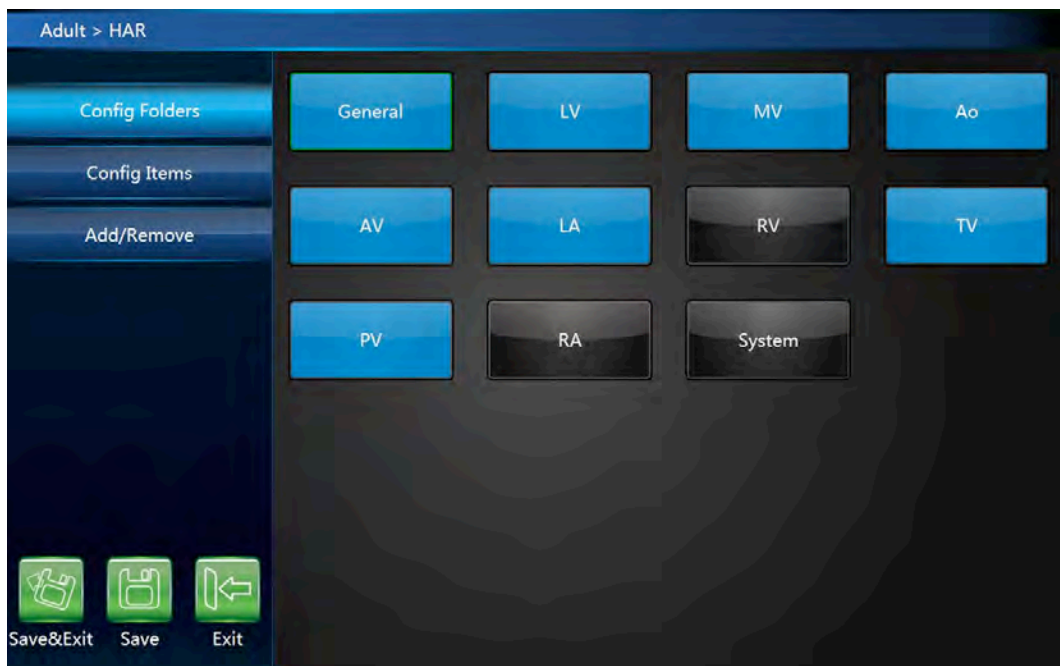 Adult > HAR
Config Folders
Config Items
Add/Remove
General LV MV Ao
AV LA RV TV
PV RA System
Save&Exit Save Exit